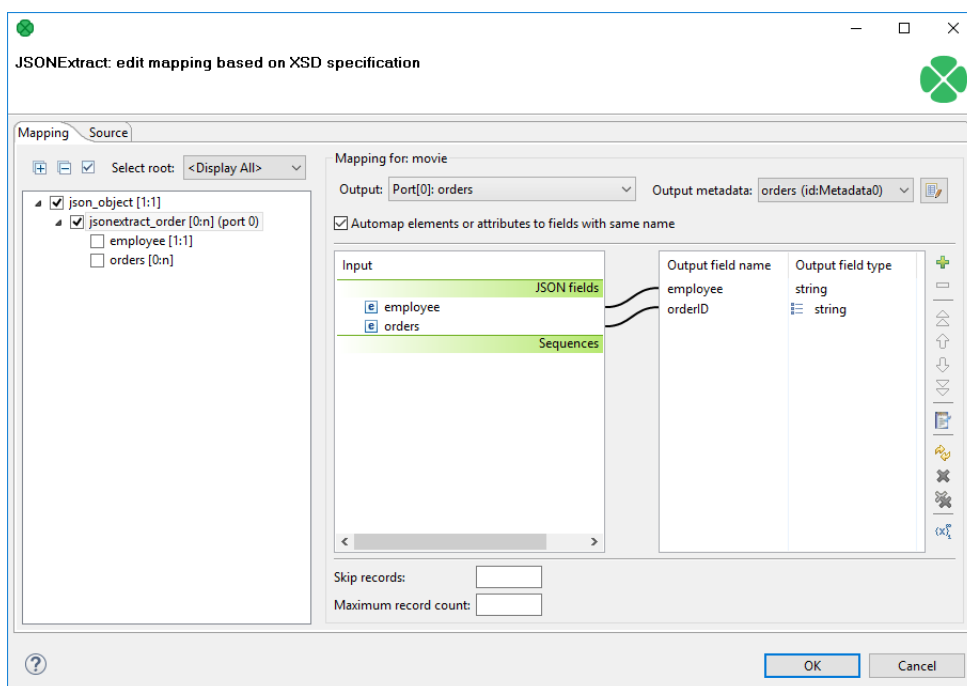 JSONExtract: edit mapping based on XSD specification
Mapping Source
Select root: <Display All>
json_object [1:1]
jsonextract_order [0:n] (port 0)
employee [1:1]
orders [0:n]
Mapping for: movie
Output: Port[0]: orders Output metadata: orders (id:Metadata0)
Automap elements or attributes to fields with same name
Input Output field name Output field type
JSON fields
employee employee string
orders orderID string
Sequences
Skip records:
Maximum record count:
OK Cancel